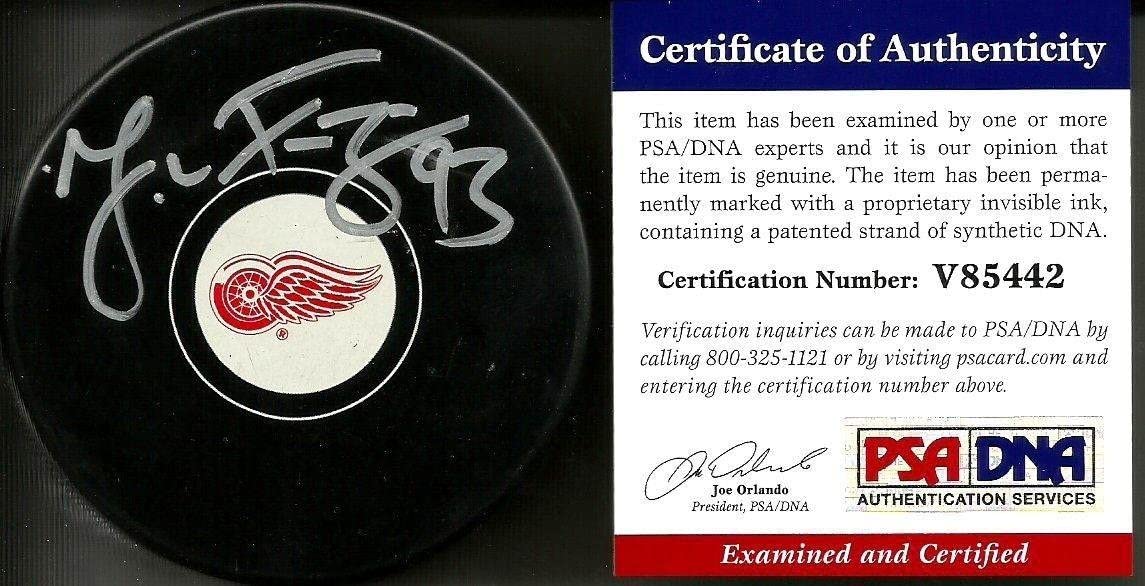 93
®
Certificate of Authenticity
This item has been examined by one or more
PSA/DNA experts and it is our opinion that
the item is genuine. The item has been perma-
nently marked with a proprietary invisible ink,
containing a patented strand of synthetic DNA.
Certification Number: V85442
Verification inquiries can be made to PSA/DNA by
calling 800-325-1121 or by visiting psacard.com and
entering the certification number above.
Joe Orlando
President, PSA/DNA
PSA DNA
AUTHENTICATION SERVICES
Examined and Certified